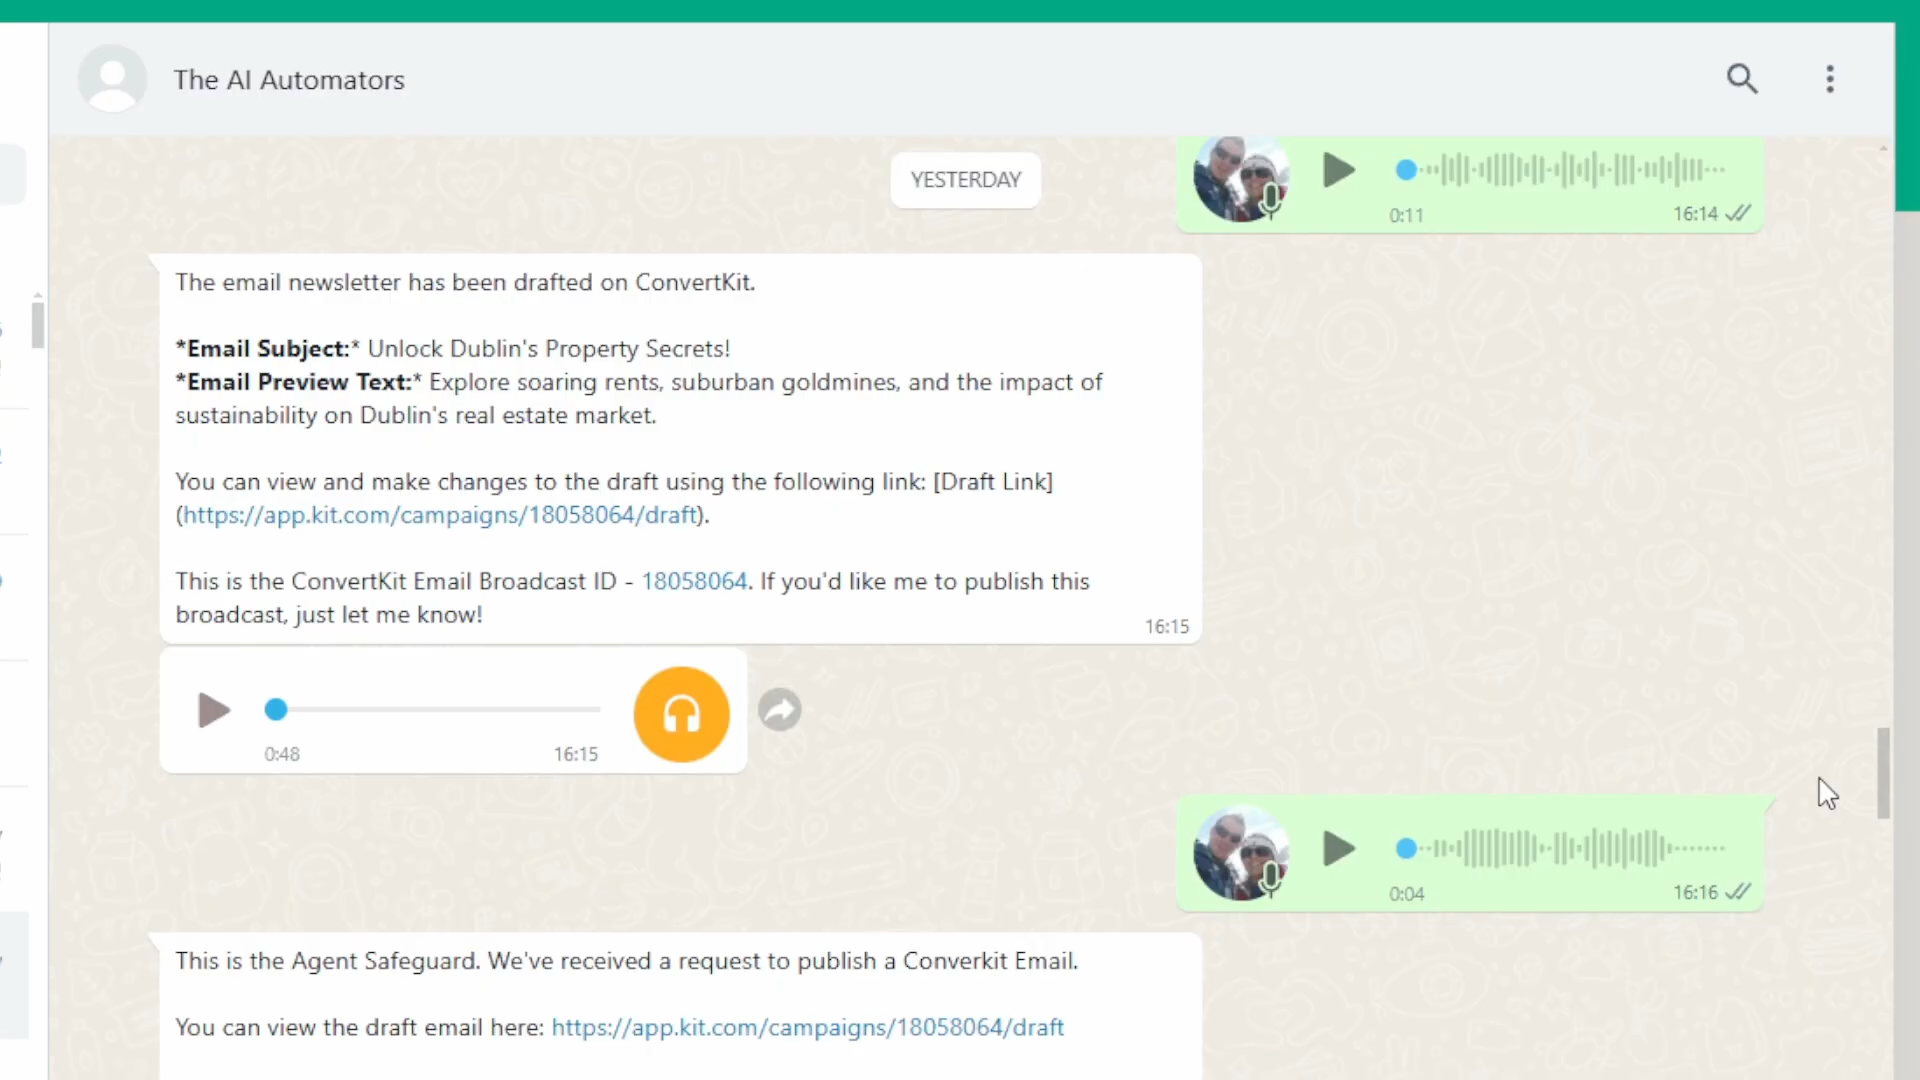 The AI Automators
YESTERDAY
0:11
16:14
The email newsletter has been drafted on ConvertKit.
*Email Subject:* Unlock Dublin's Property Secrets!
*Email Preview Text:* Explore soaring rents, suburban goldmines, and the impact of
sustainability on Dublin's real estate market.
You can view and make changes to the draft using the following link: [Draft Link]
(https://app.kit.com/campaigns/18058064/draft).
This is the ConvertKit Email Broadcast ID - 18058064. If you'd like me to publish this
broadcast, just let me know!
16:15
0:48
16:15
0:04
16:16
This is the Agent Safeguard. We've received a request to publish a Converkit Email.
You can view the draft email here: https://app.kit.com/campaigns/18058064/draft